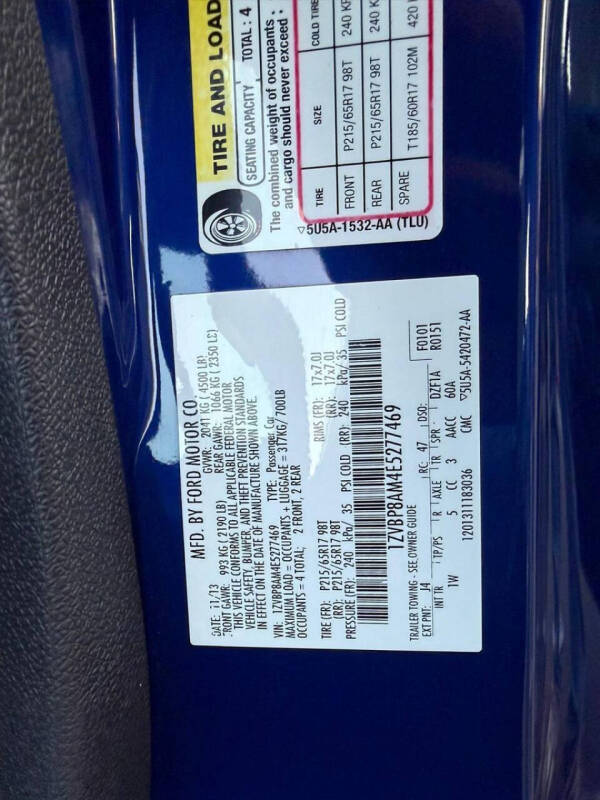 TIRE AND LOAD
SEATING CAPACITY TOTAL : 4
The combined weight of occupants
and cargo should never exceed :
TIRE SIZE COLD TIRE
FRONT P215/65R17 98T 240 KP
REAR P215/65R17 98T 240 K
SPARE T185/60R17 102M 420
5U5A-1532-AA (TLU)
MFD. BY FORD MOTOR CO.
DATE: 11/13 GVWR: 2041 KG ( 4500 LB)
FRONT GAWR: 993 KG ( 2190 LB) REAR GAWR: 1066 KG ( 2350 LB)
THIS VEHICLE CONFORMS TO ALL APPLICABLE FEDERAL MOTOR
VEHICLE SAFETY, BUMPER, AND THEFT PREVENTION STANDARDS
IN EFFECT ON THE DATE OF MANUFACTURE SHOWN ABOVE.
VIN: 1ZVBP8AM4E5277469 TYPE: Passenger Car
MAXIMUM LOAD = OCCUPANTS + LUGGAGE = 317KG/700LB
OCCUPANTS = 4 TOTAL; 2 FRONT, 2 REAR
TIRE (FR): P215/65R17 98T RIMS (FR): 17x7.0J
(RR): P215/65R17 98T (RR): 17x7.0J
PRESSURE (FR): 240 kPa/ 35 PSI COLD (RR): 240 kPa/ 35 PSI COLD
1ZVBP8AM4E5277469
TRAILER TOWING - SEE OWNER GUIDE F0101
EXT PNT: J4 RC: 47 DSO: R0151
INT TR TP/PS R AXLE TR SPR DZF1A
1W 5 CC 3 AACC 60A
1201311183036 CMC 5U5A-5420472-AA